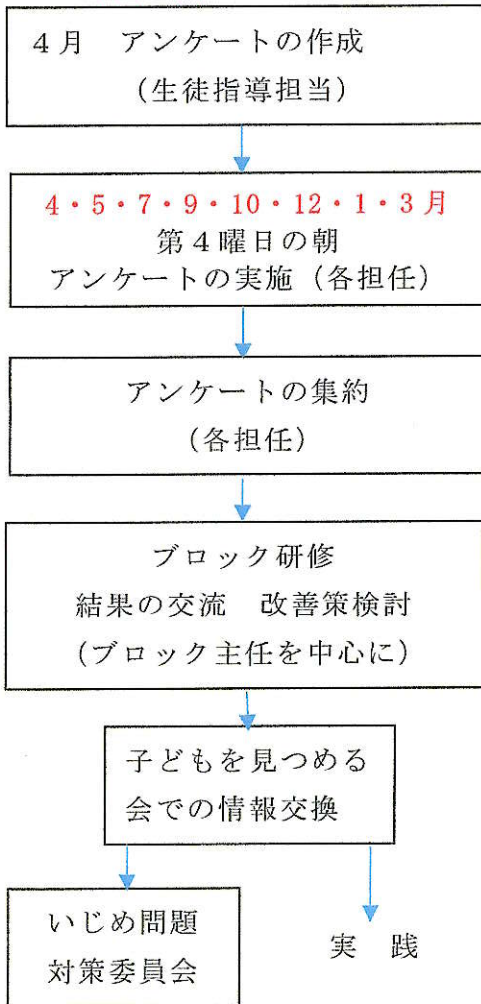 4月　アンケートの作成
(生徒指導担当)
4・5・7・9・10・12・1・3月
第4曜日の朝
アンケートの実施（各担任）
アンケートの集約
(各担任)
ブロック研修
結果の交流　改善策検討
(ブロック主任を中心に)
子どもを見つめる
会での情報交換
いじめ問題
対策委員会
実　践